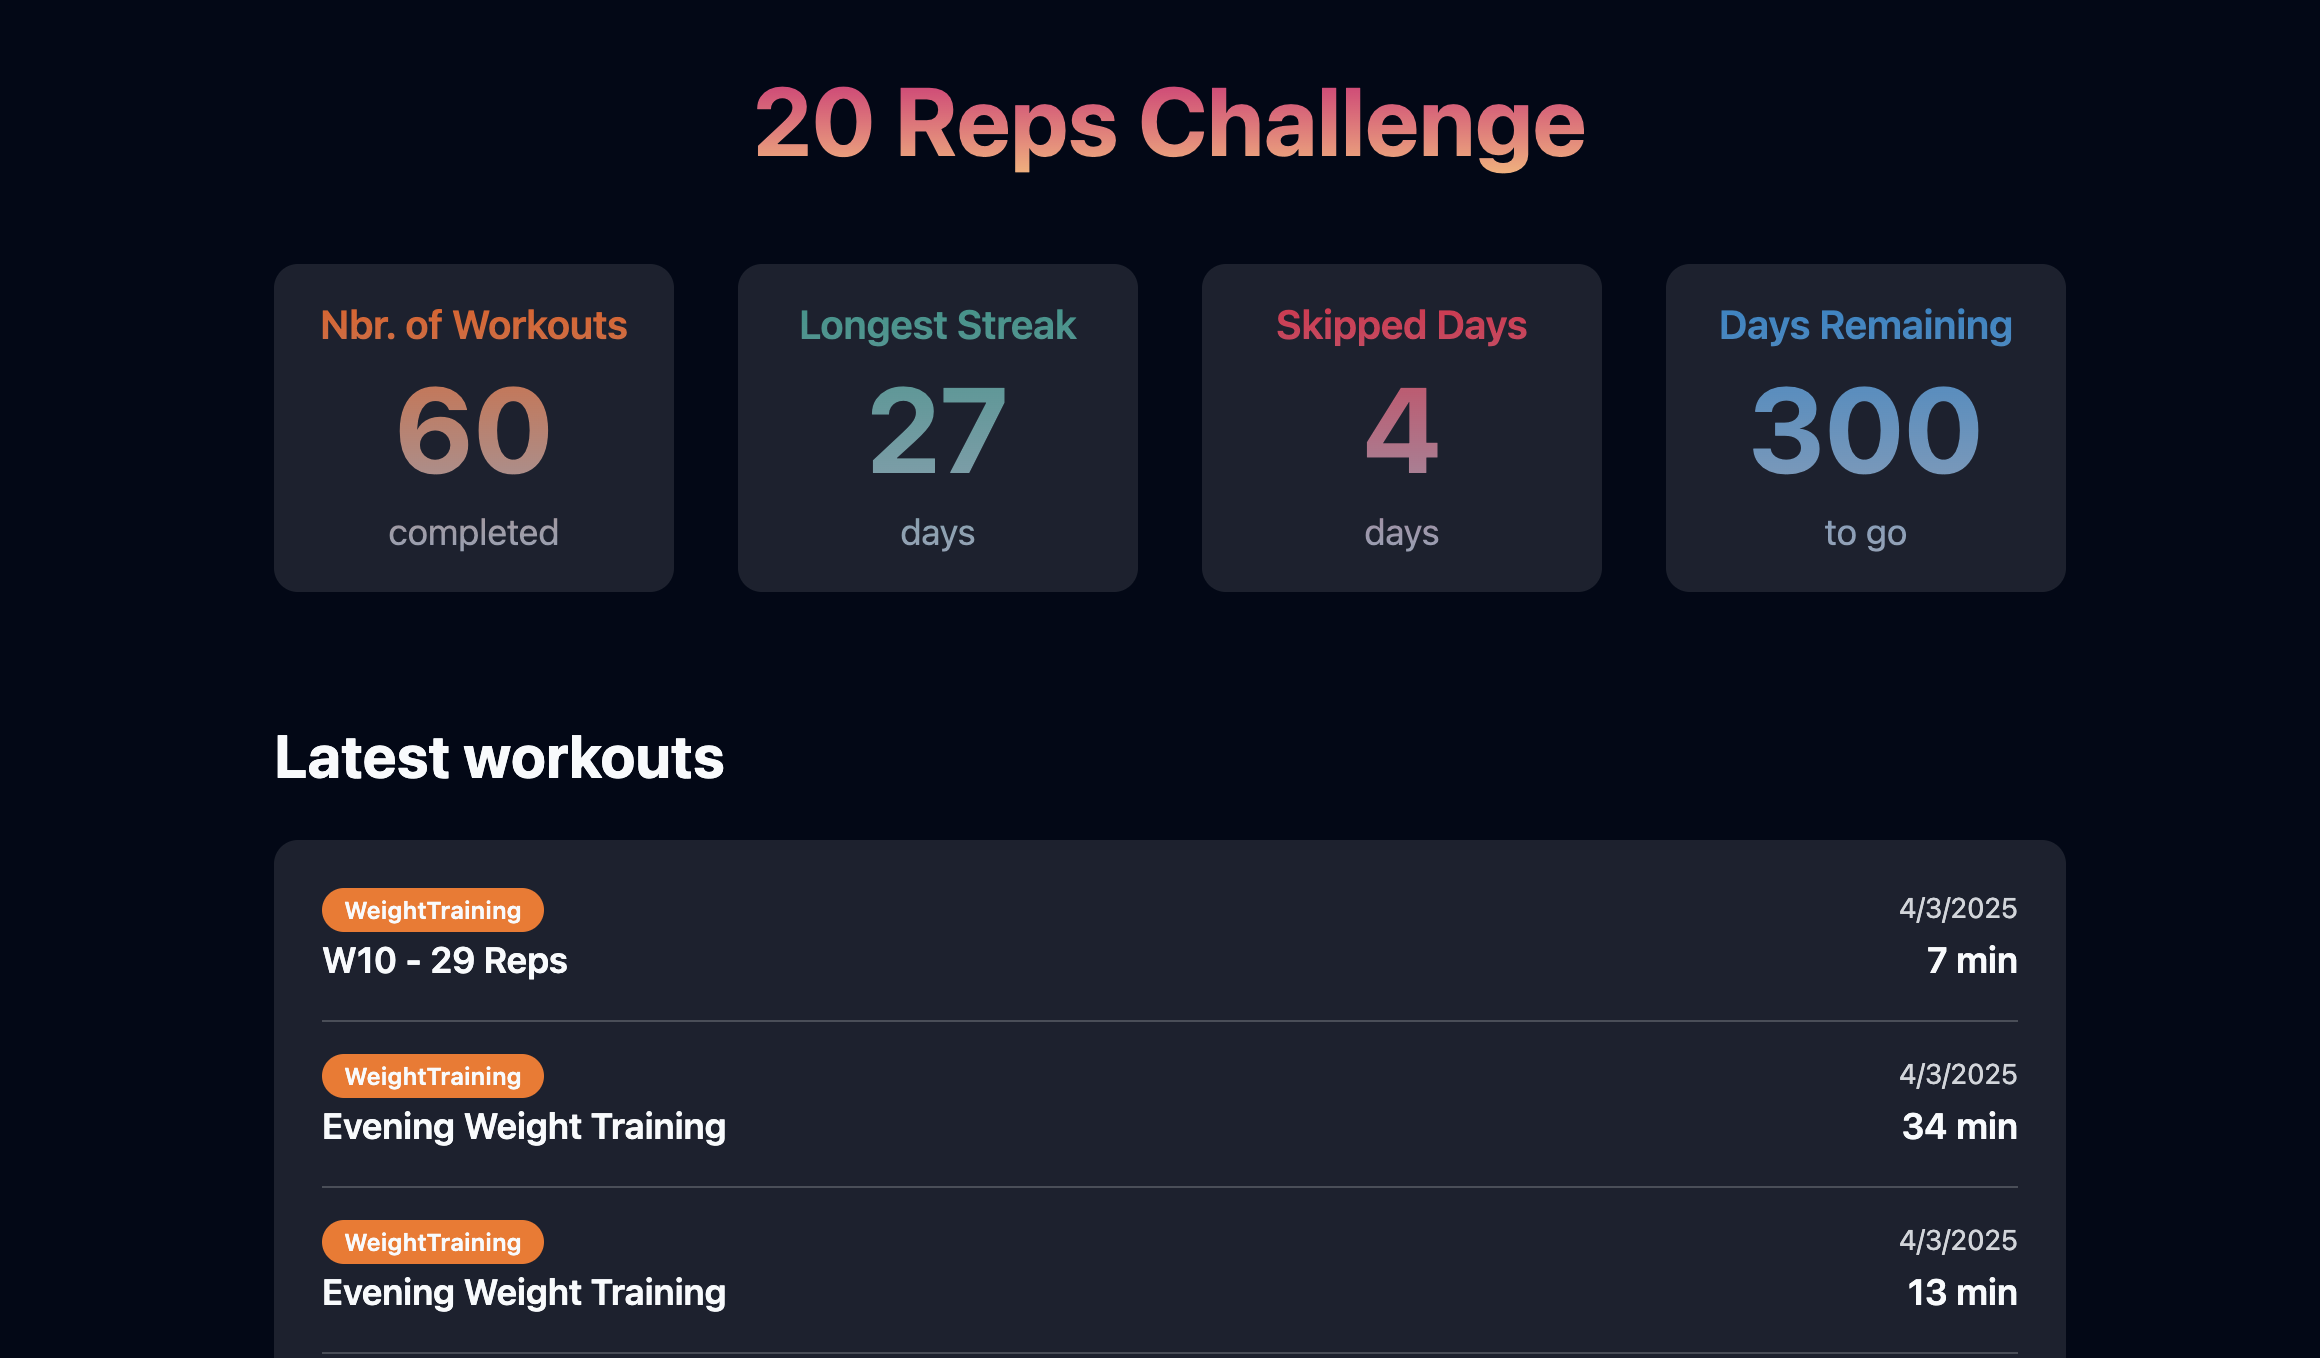 20 Reps Challenge
Nbr. of Workouts
60
completed
Longest Streak
27
days
Skipped Days
4
days
Days Remaining
300
to go
Latest workouts
WeightTraining
4/3/2025
W10 - 29 Reps
7 min
WeightTraining
4/3/2025
Evening Weight Training
34 min
WeightTraining
4/3/2025
Evening Weight Training
13 min